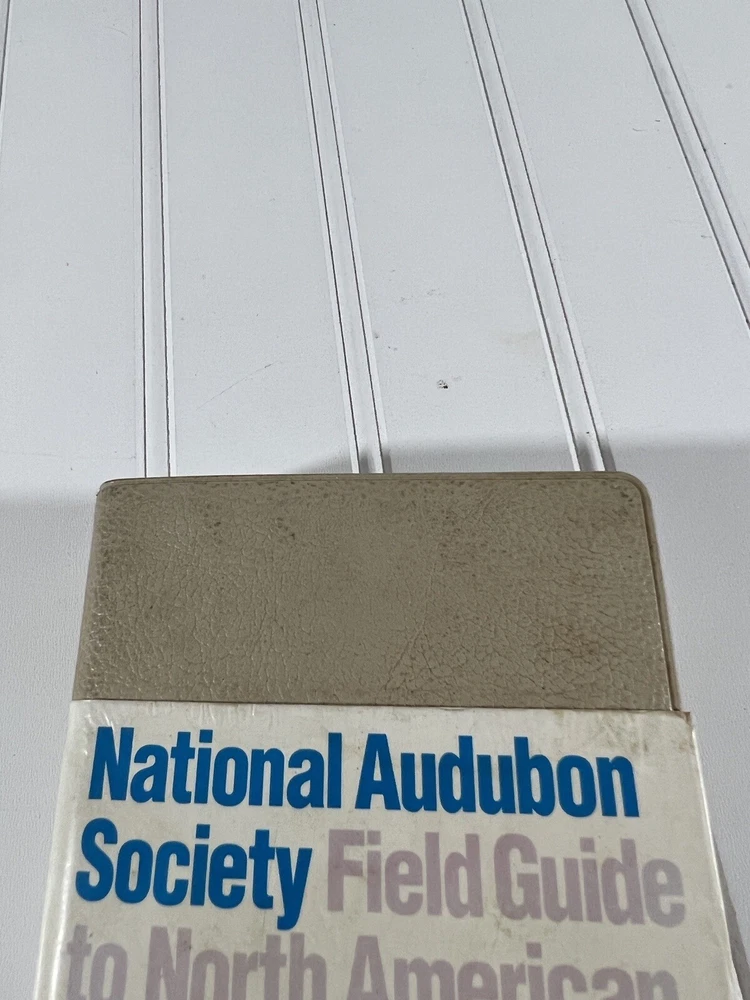 National Audubon
Society Field Guide
to North American